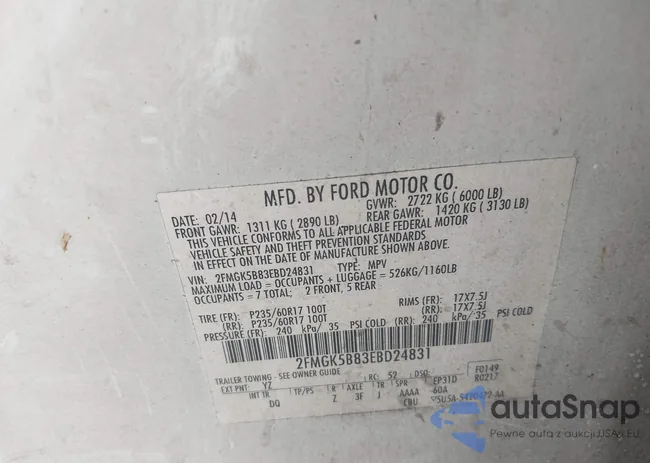 MFD. BY FORD MOTOR CO.
DATE: 02/14 GVWR: 2722 KG ( 6000 LB)
FRONT GAWR: 1311 KG ( 2890 LB) REAR GAWR: 1420 KG ( 3130 LB)
THIS VEHICLE CONFORMS TO ALL APPLICABLE FEDERAL MOTOR
VEHICLE SAFETY AND THEFT PREVENTION STANDARDS
IN EFFECT ON THE DATE OF MANUFACTURE SHOWN ABOVE.
VIN: 2FMGK5B83EBD24831 TYPE: MPV
MAXIMUM LOAD = OCCUPANTS + LUGGAGE = 526KG/1160LB
OCCUPANTS = 7 TOTAL; 2 FRONT, 5 REAR
TIRE (FR): P235/60R17 100T RIMS (FR): 17X7.5J
(RR): P235/60R17 100T (RR): 17X7.5J
PRESSURE (FR): 240 kPa/ 35 PSI COLD (RR): 240 kPa/ 35 PSI COLD
2FMGK5B83EBD24831
TRAILER TOWING - SEE OWNER GUIDE
F0149
EXT PNT: YZ RC: 52 DSO: R0217
INT TR TP/PS R AXLE TR SPR EP31D
DQ Z 3F J AAAA 60A
CBU
autoSnap
Pewne auta z aukcji USA i EU